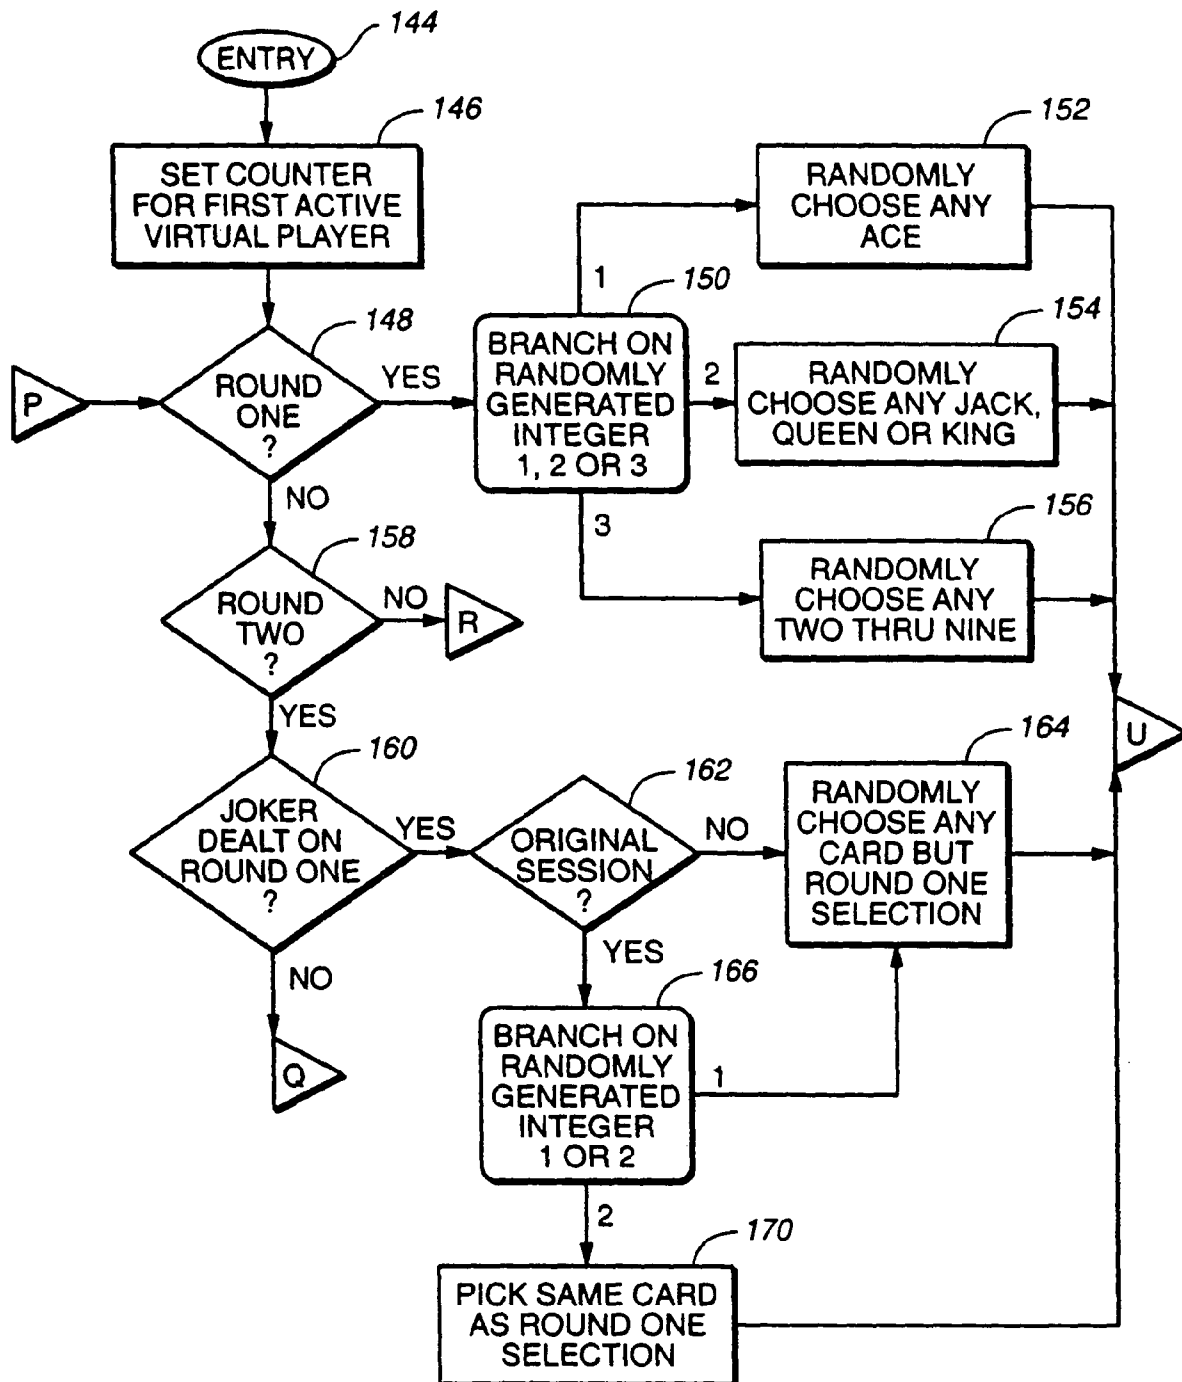 144
ENTRY
146
SET COUNTER
FOR FIRST ACTIVE
VIRTUAL PLAYER
148
P
ROUND
ONE
?
YES
NO
150
BRANCH ON
RANDOMLY
GENERATED
INTEGER
1, 2 OR 3
1
2
3
152
RANDOMLY
CHOOSE ANY
ACE
154
RANDOMLY
CHOOSE ANY JACK,
QUEEN OR KING
156
RANDOMLY
CHOOSE ANY
TWO THRU NINE
158
ROUND
TWO
?
NO
R
YES
U
160
JOKER
DEALT ON
ROUND ONE
?
YES
NO
Q
162
ORIGINAL
SESSION
?
NO
YES
164
RANDOMLY
CHOOSE ANY
CARD BUT
ROUND ONE
SELECTION
166
BRANCH ON
RANDOMLY
GENERATED
INTEGER
1 OR 2
1
2
170
PICK SAME CARD
AS ROUND ONE
SELECTION